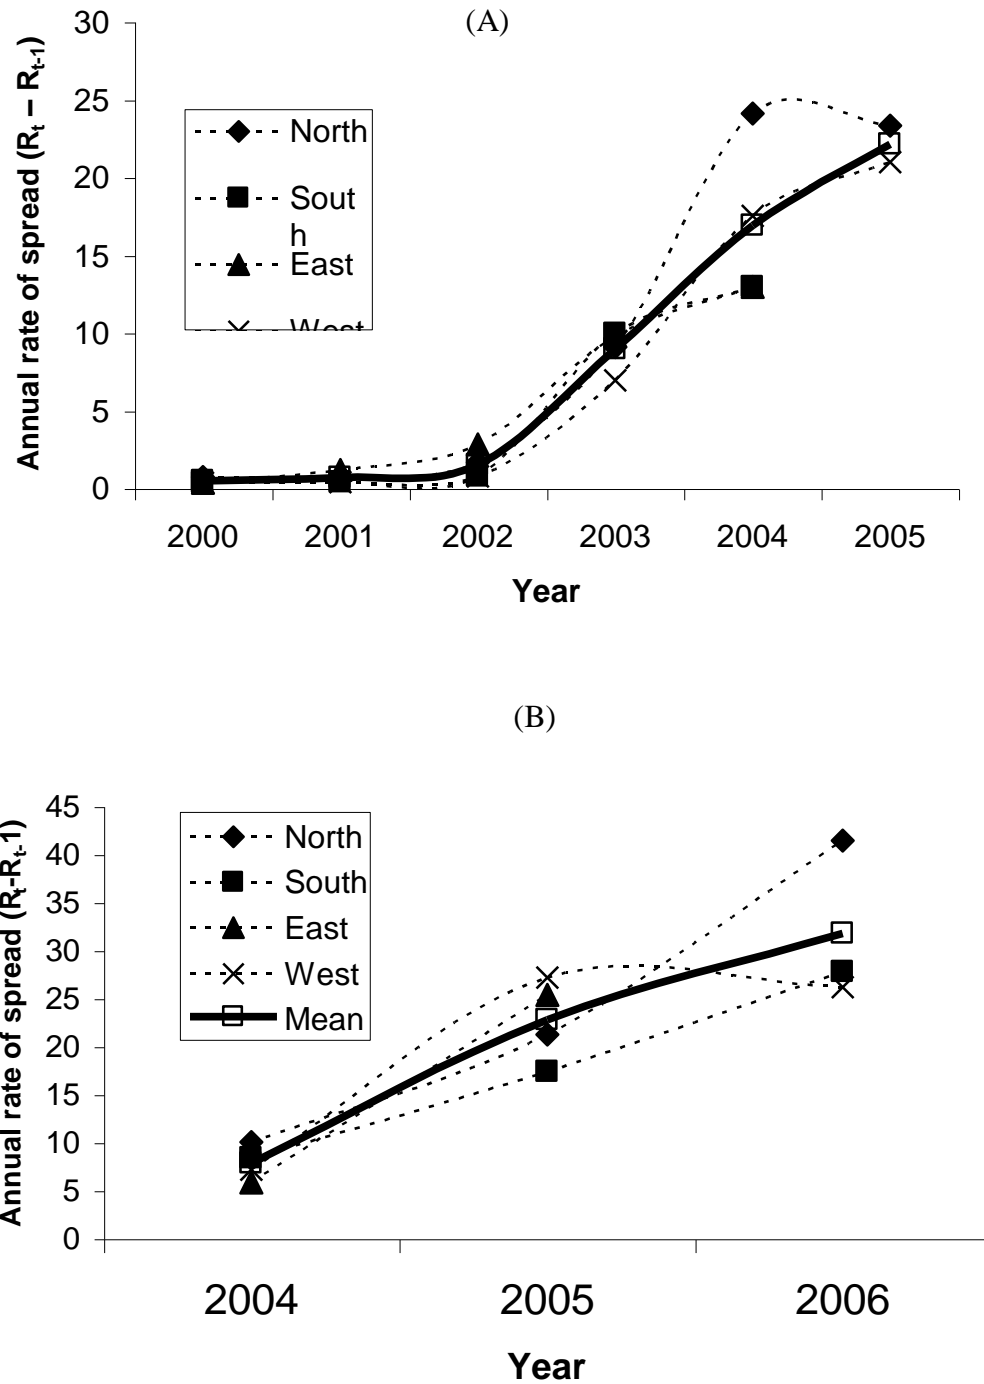 (A)
Annual rate of spread (Rt – Rt-1)
30
25
20
15
10
5
0
North
Sout
h
East
West
2000 2001 2002 2003 2004 2005
Year
(B)
Annual rate of spread (Rt-Rt-1)
45
40
35
30
25
20
15
10
5
0
North
South
East
West
Mean
2004 2005 2006
Year